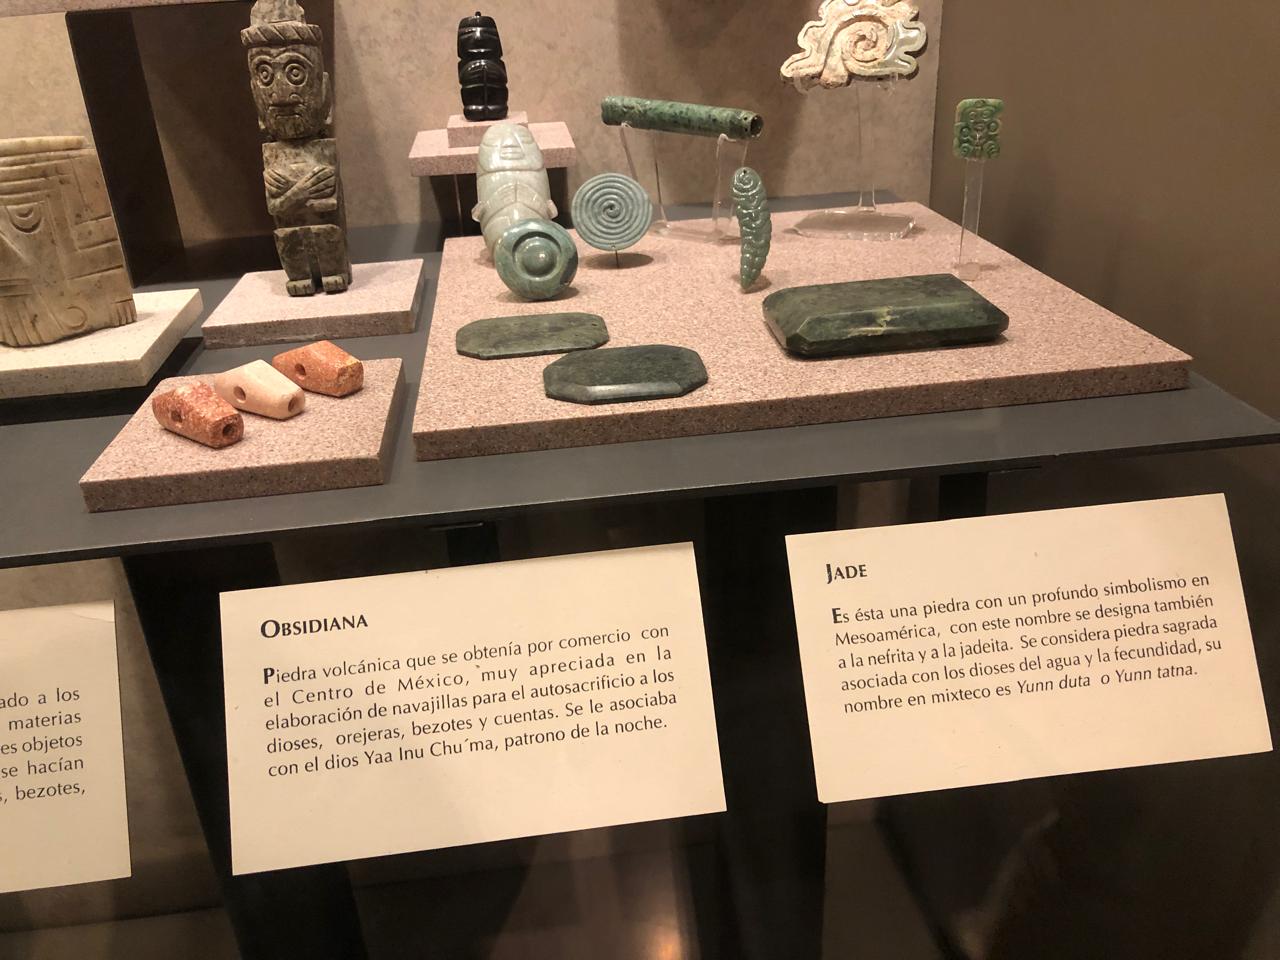 ado a los
materias
es objetos
se hacían
bezotes,
OBSIDIANA
Piedra volcánica que se obtenía por comercio con
el Centro de México, muy apreciada en la
elaboración de navajillas para el autosacrificio a los
dioses, orejeras, bezotes y cuentas. Se le asociaba
con el dios Yaa Inu Chu´ma, patrono de la noche.
JADE
Es ésta una piedra con un profundo simbolismo en
Mesoamérica, con este nombre se designa también
a la nefrita y a la jadeita. Se considera piedra sagrada
asociada con los dioses del agua y la fecundidad, su
nombre en mixteco es Yunn duta o Yunn tatna.